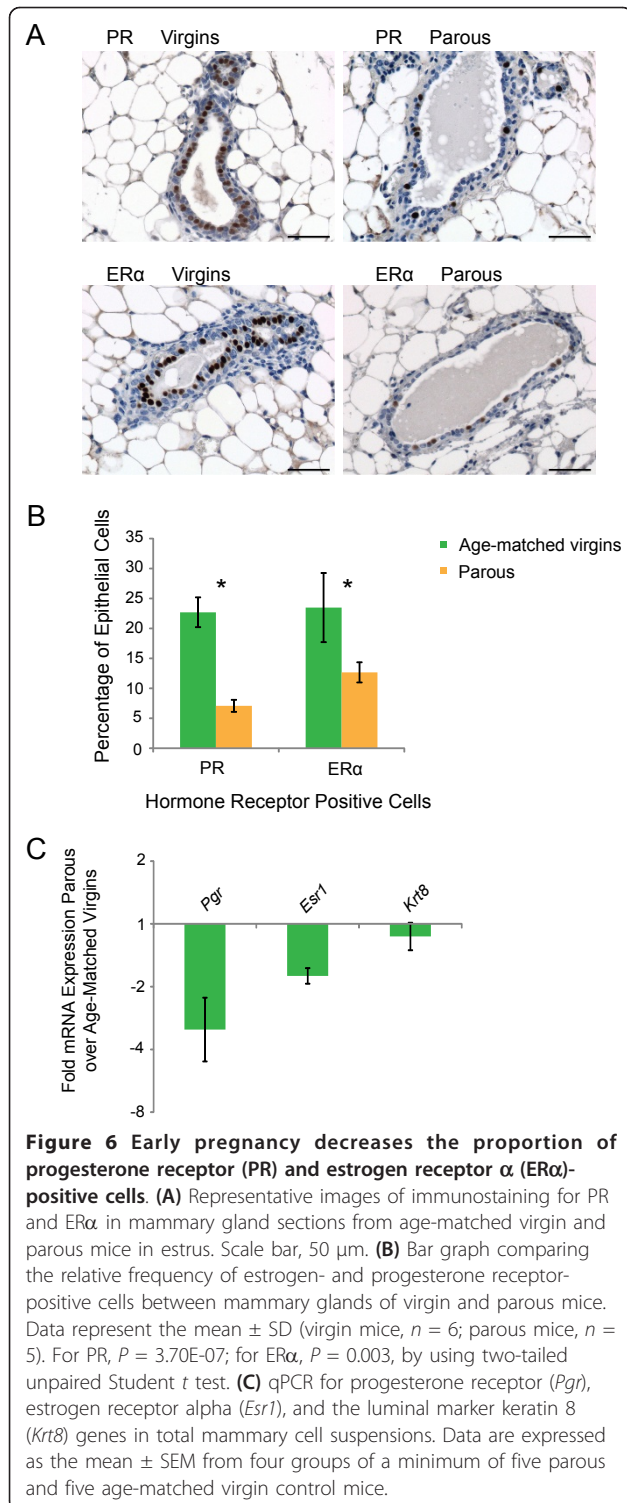 A
PR Virgins
PR Parous
ERα Virgins
ERα Parous
B
Percentage of Epithelial Cells
35
30
25
20
15
10
5
0
* *
Age-matched virgins
Parous
PR ERα
Hormone Receptor Positive Cells
C
Fold mRNA Expression Parous
over Age-Matched Virgins
2
1
-2
-4
-8
Pgr Esr1 Krt8
Figure 6 Early pregnancy decreases the proportion of
progesterone receptor (PR) and estrogen receptor α (ERα)-
positive cells. (A) Representative images of immunostaining for PR
and ERα in mammary gland sections from age-matched virgin and
parous mice in estrus. Scale bar, 50 μm. (B) Bar graph comparing
the relative frequency of estrogen- and progesterone receptor-
positive cells between mammary glands of virgin and parous mice.
Data represent the mean ± SD (virgin mice, n = 6; parous mice, n =
5). For PR, P = 3.70E-07; for ERα, P = 0.003, by using two-tailed
unpaired Student t test. (C) qPCR for progesterone receptor (Pgr),
estrogen receptor alpha (Esr1), and the luminal marker keratin 8
(Krt8) genes in total mammary cell suspensions. Data are expressed
as the mean ± SEM from four groups of a minimum of five parous
and five age-matched virgin control mice.